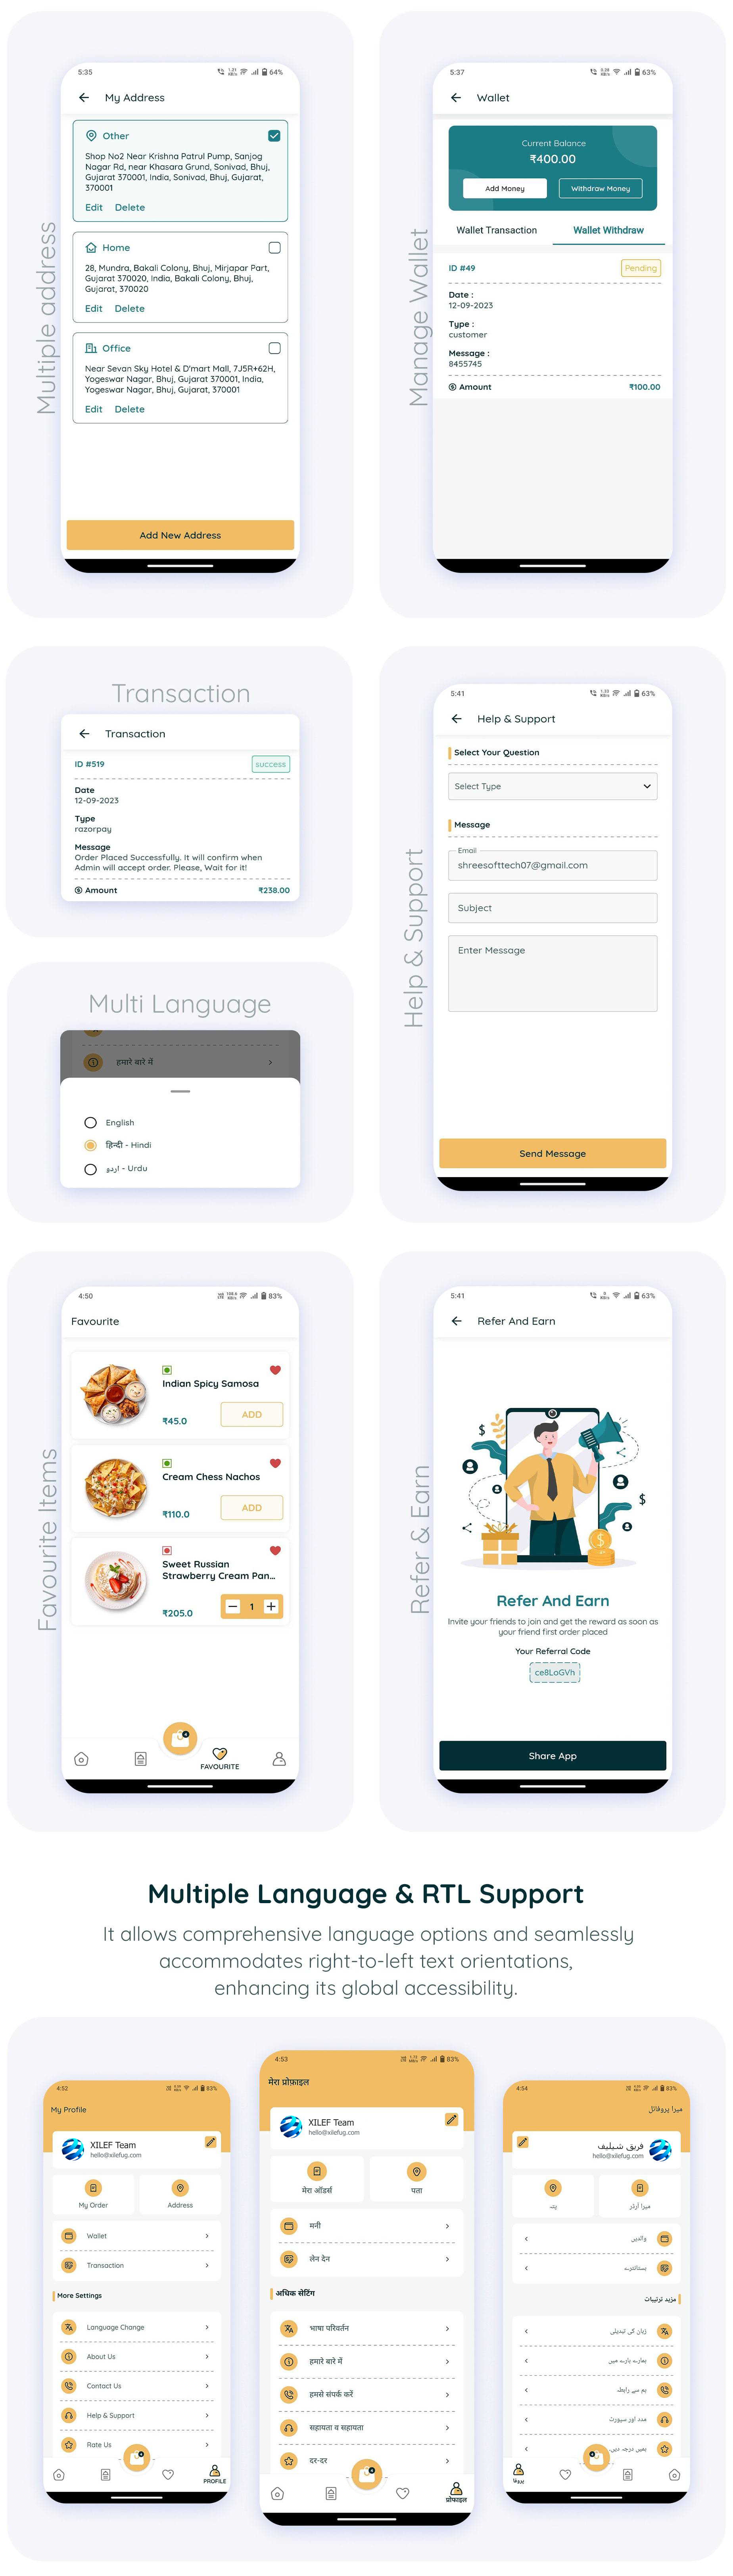 Multiple address
5:35
64%
My Address
Other
Shop No2 Near Krishna Patrul Pump, Sanjog
Nagar Rd, near Khasara Grund, Sonivad, Bhuj,
Gujarat 370001, India, Sonivad, Bhuj, Gujarat,
370001
Edit Delete
Home
28, Mundra, Bakali Colony, Bhuj, Mirjapar Part,
Gujarat 370020, India, Bakali Colony, Bhuj,
Gujarat, 370020
Edit Delete
Office
Near Sevan Sky Hotel & D'mart Mall, 7J5R+62H,
Yogeswar Nagar, Bhuj, Gujarat 370001, India,
Yogeswar Nagar, Bhuj, Gujarat, 370001
Edit Delete
Add New Address
Manage Wallet
5:37
63%
Wallet
Current Balance
₹400.00
Add Money
Withdraw Money
Wallet Transaction
Wallet Withdraw
ID #49
Pending
Date :
12-09-2023
Type :
customer
Message :
8455745
Amount
₹100.00
Transaction
Transaction
ID #519
success
Date
12-09-2023
Type
razorpay
Message
Order Placed Successfully. It will confirm when
Admin will accept order. Please, Wait for it!
Amount
₹238.00
Multi Language
हमारे बारे में
English
हिन्दी - Hindi
اردو - Urdu
Help & Support
5:41
63%
Help & Support
Select Your Question
Select Type
Message
Email
shreesofttech07@gmail.com
Subject
Enter Message
Send Message
Favourite Items
4:50
83%
Favourite
Indian Spicy Samosa
₹45.0
ADD
Cream Chess Nachos
₹110.0
ADD
Sweet Russian
Strawberry Cream Pan...
₹205.0
1
FAVOURITE
Refer & Earn
5:41
63%
Refer And Earn
$
$
$
Refer And Earn
Invite your friends to join and get the reward as soon as
your friend first order placed
Your Referral Code
ce8LoGVh
Share App
Multiple Language & RTL Support
It allows comprehensive language options and seamlessly
accommodates right-to-left text orientations,
enhancing its global accessibility.
4:52
83%
My Profile
XILEF Team
hello@xilefug.com
My Order
Address
Wallet
Transaction
More Settings
Language Change
About Us
Contact Us
Help & Support
Rate Us
PROFILE
4:53
83%
मेरा प्रोफ़ाइल
XILEF Team
hello@xilefug.com
मेरा ऑर्डर्स
पता
मनी
लेन देन
अधिक सेटिंग
भाषा परिवर्तन
हमारे बारे में
हमसे संपर्क करें
सहायता व सहायता
दर-दर
प्रोफ़ाइल
4:54
83%
میرا پروفائل
hello@xilefug.com
میرا آرڈر
پتہ
والیٹ
مزید ترتیبات
زبان کی تبدیلی
ہمارے بارے میں
ہم سے رابطہ
مدد اور سپورٹ
ہمیں درجہ دیں